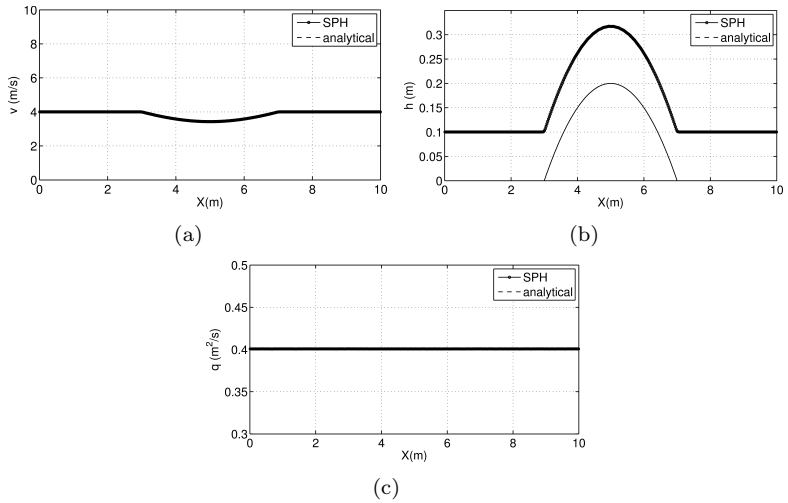 10
8
6
4
2
0
v (m/s)
0 2 4 6 8 10
X(m)
SPH
analytical
(a)
0.3
0.25
0.2
0.15
0.1
0.05
0
h (m)
0 2 4 6 8 10
X(m)
SPH
analytical
(b)
0.5
0.45
0.4
0.35
0.3
q (m²/s)
0 2 4 6 8 10
X(m)
SPH
analytical
(c)